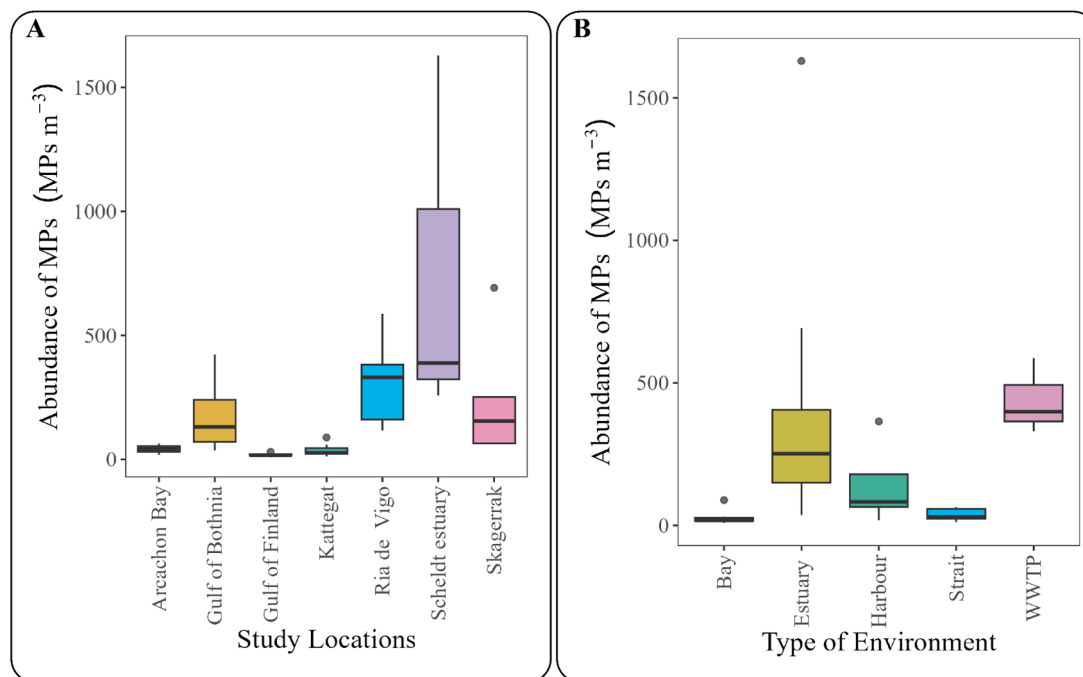 A
Abundance of MPs (MPs m⁻³)
1500
1000
500
0
Arcachon Bay
Gulf of Bothnia
Gulf of Finland
Kattegat
Ria de Vigo
Scheldt estuary
Skagerrak
Study Locations
B
Abundance of MPs (MPs m⁻³)
1500
1000
500
0
Bay
Estuary
Harbour
Strait
WWTP
Type of Environment